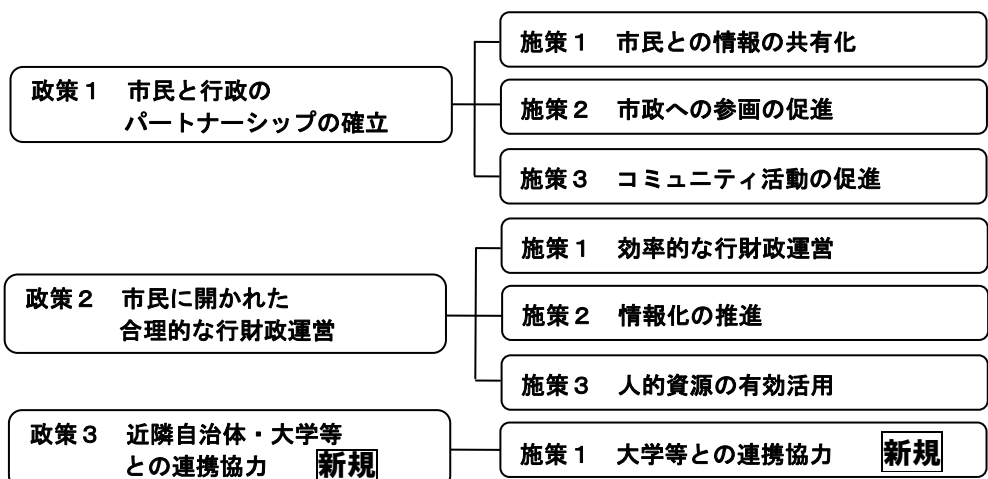 政策１　市民と行政の
パートナーシップの確立
施策１　市民との情報の共有化
施策２　市政への参画の促進
施策３　コミュニティ活動の促進
政策２　市民に開かれた
合理的な行財政運営
施策１　効率的な行財政運営
施策２　情報化の推進
施策３　人的資源の有効活用
政策３　近隣自治体・大学等
との連携協力　新規
施策１　大学等との連携協力　新規